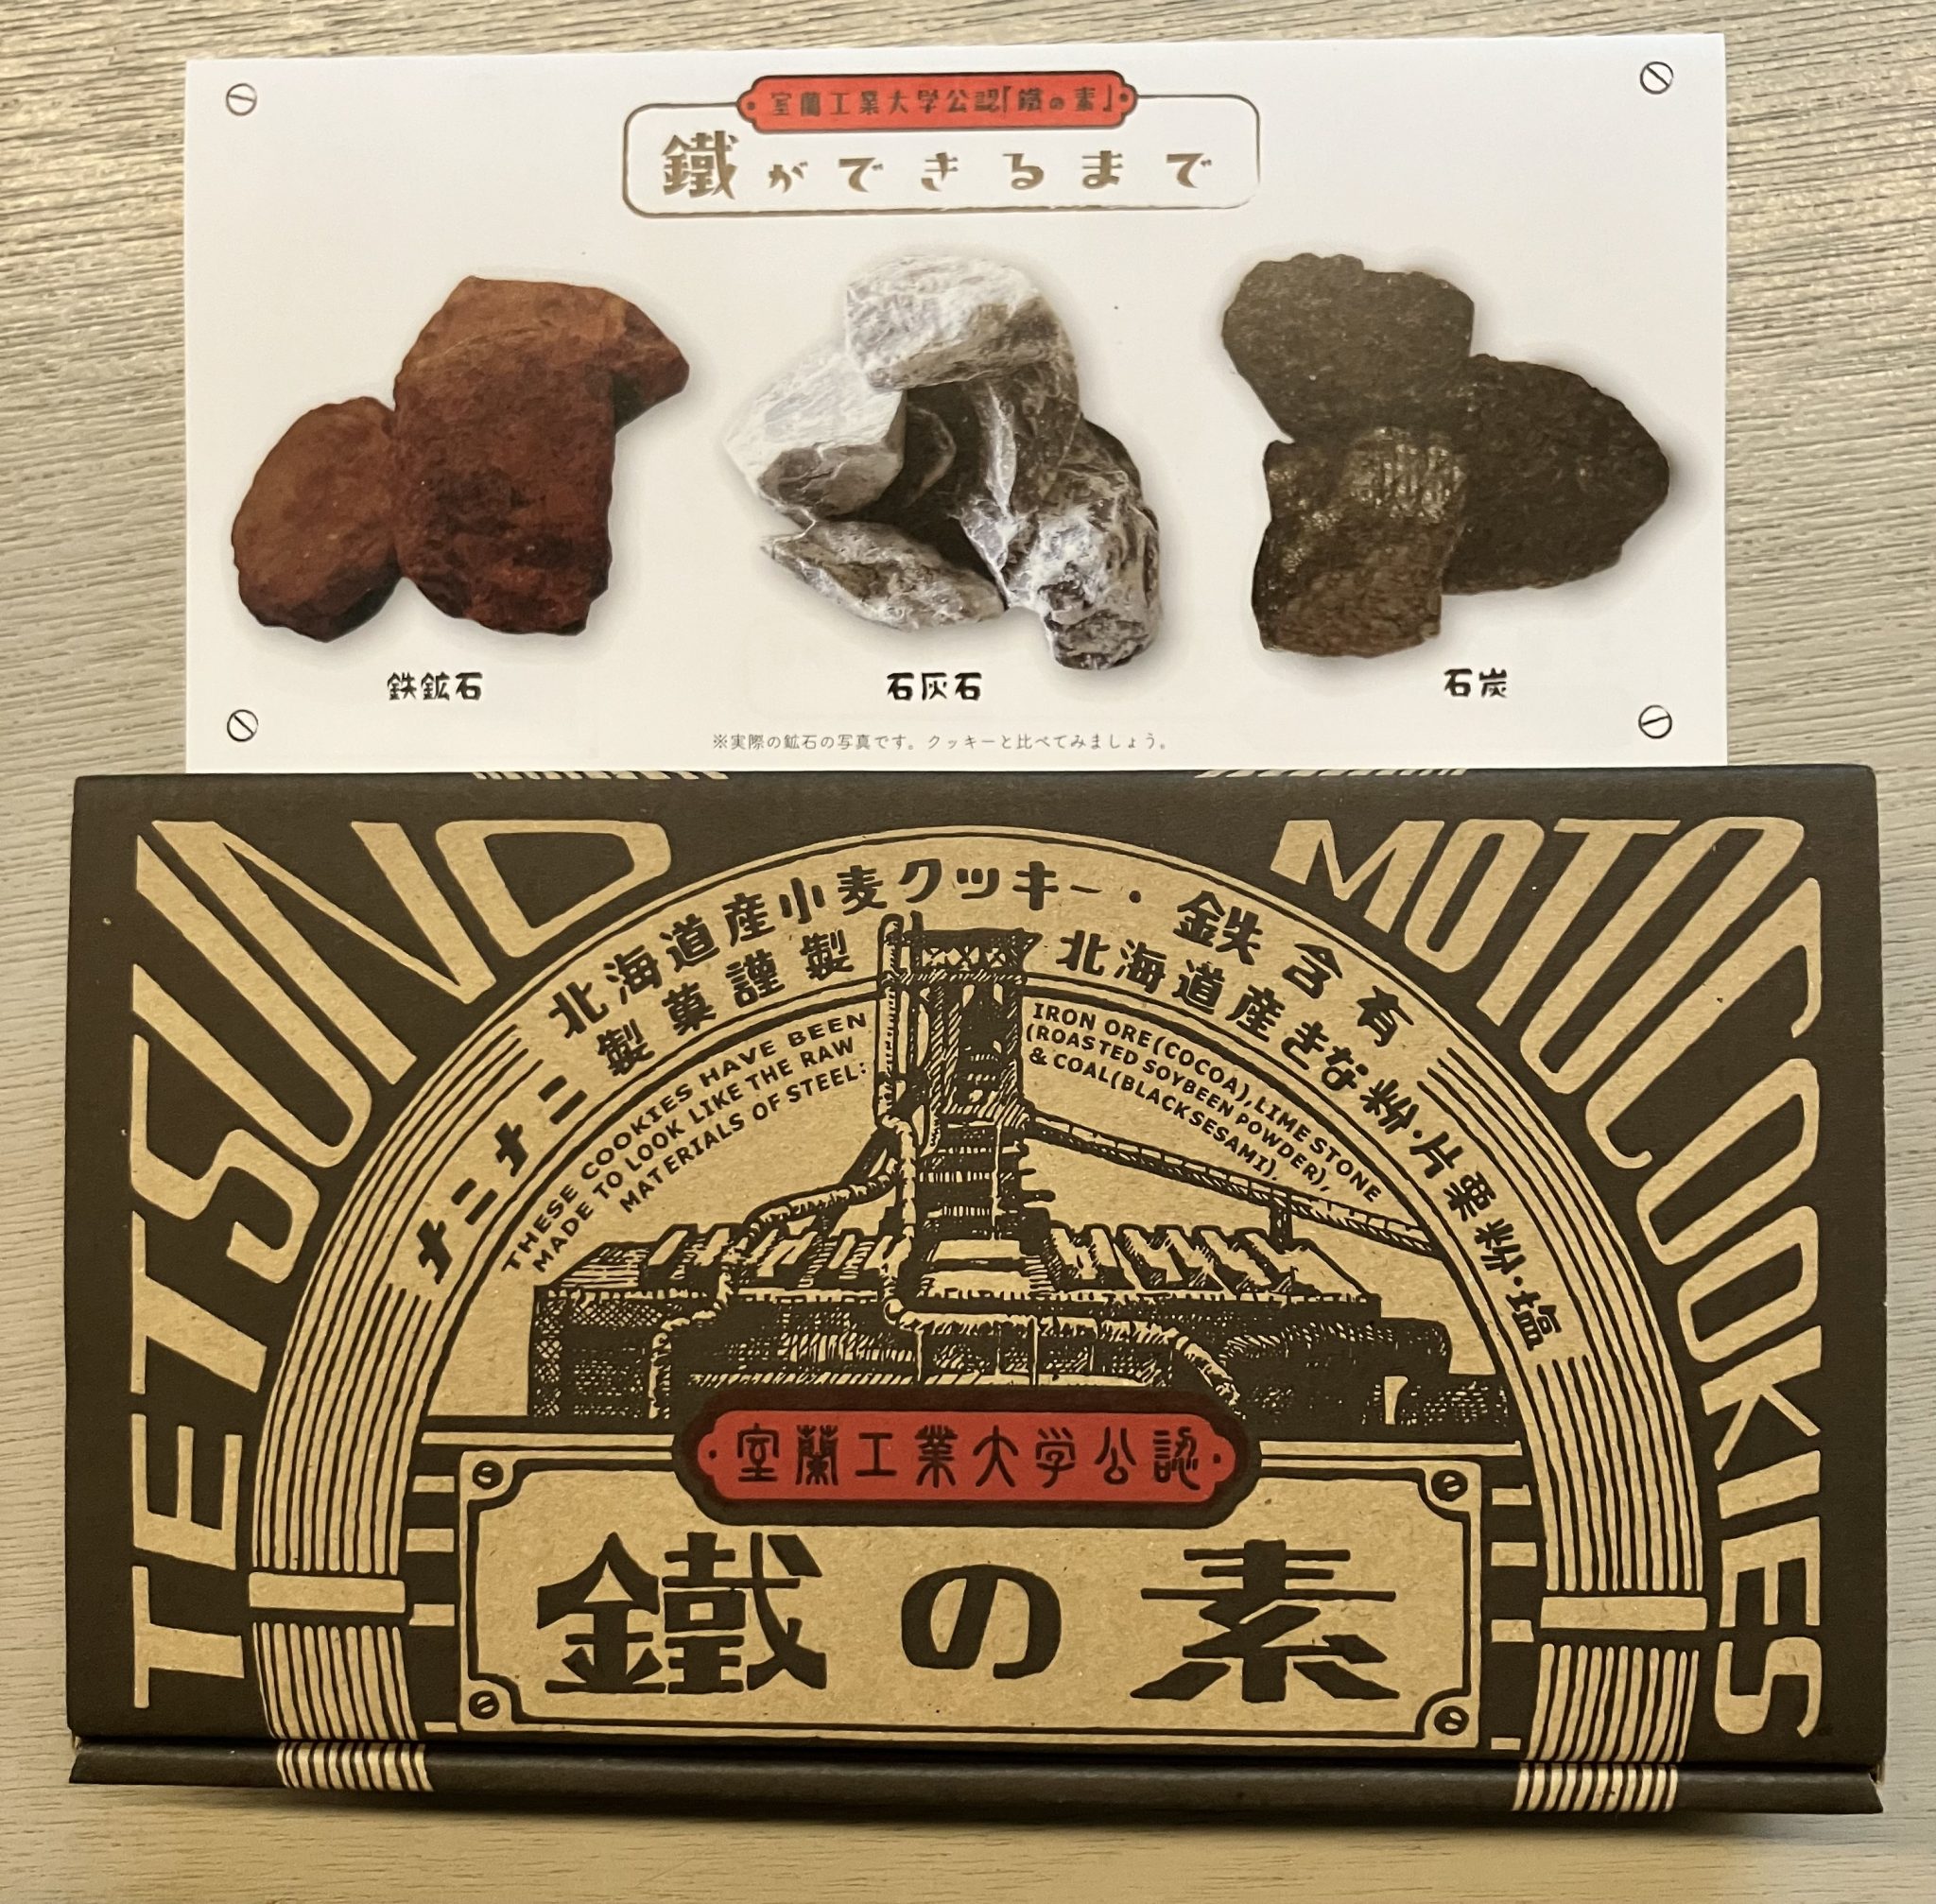 室蘭工業大学公認「鐵の素」
鐵ができるまで
鉄鉱石
石灰石
石炭
※実際の鉱石の写真です。クッキーと比べてみましょう。
TETSUNO
MOTOCOOKIES
北海道産小麦クッキー・鉄含有
ナニナニ製菓謹製
北海道産きな粉・片栗粉・塩
THESE COOKIES HAVE BEEN
MADE TO LOOK LIKE THE RAW
MATERIALS OF STEEL:
IRON ORE(COCOA),LIME STONE
(ROASTED SOYBEEN POWDER),
& COAL(BLACK SESAMI).
室蘭工業大学公認
鐵の素